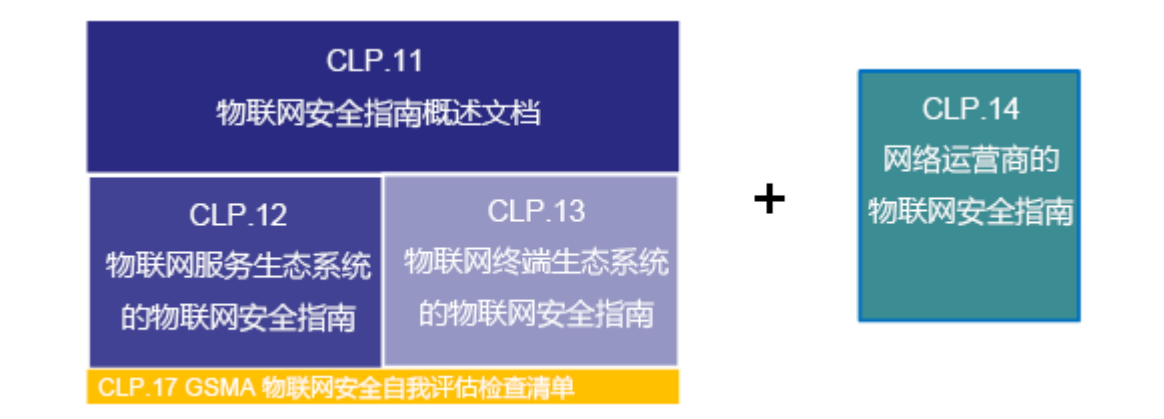 CLP.11
物联网安全指南概述文档
CLP.12
物联网服务生态系统
的物联网安全指南
CLP.13
物联网终端生态系统
的物联网安全指南
CLP.17 GSMA 物联网安全自我评估检查清单
+
CLP.14
网络运营商的
物联网安全指南